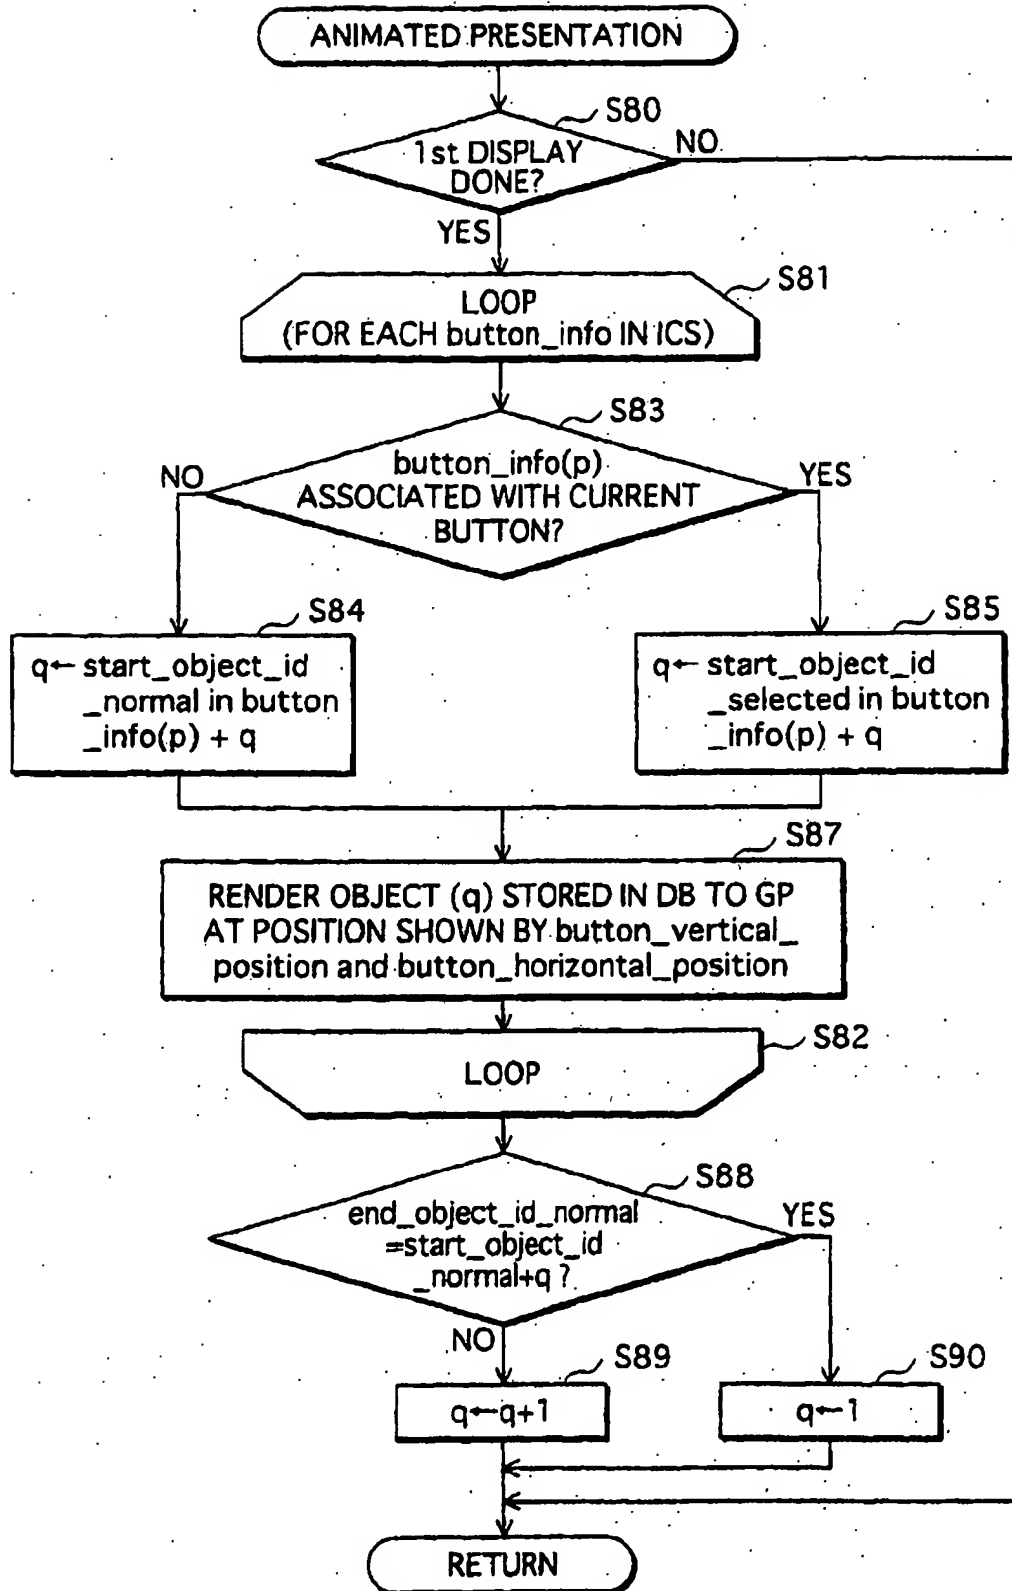 ANIMATED PRESENTATION
S80
1st DISPLAY
DONE?
NO
YES
S81
LOOP
(FOR EACH button_info IN ICS)
S83
button_info(p)
ASSOCIATED WITH CURRENT
BUTTON?
NO
YES
S84
q← start_object_id
_normal in button
_info(p) + q
S85
q← start_object_id
_selected in button
_info(p) + q
S87
RENDER OBJECT (q) STORED IN DB TO GP
AT POSITION SHOWN BY button_vertical_
position and button_horizontal_position
S82
LOOP
S88
end_object_id_normal
=start_object_id
_normal+q ?
YES
NO
S89
q←q+1
S90
q←1
RETURN